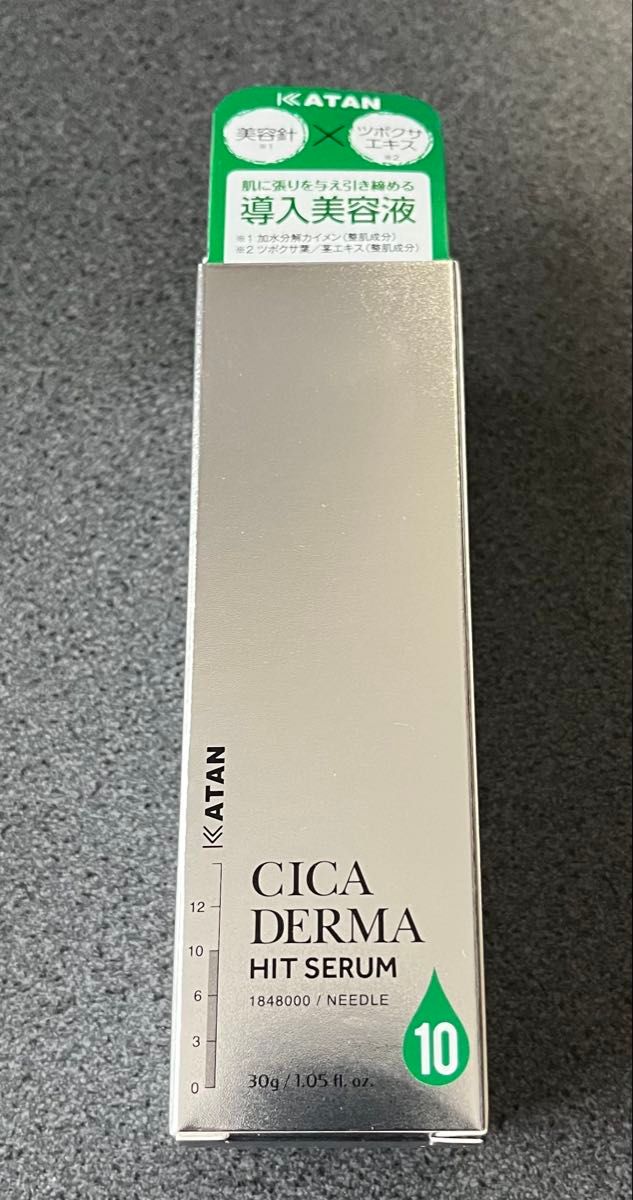 KATAN
美容針
※1
×
ツボクサ
エキス
※2
肌に張りを与え引き締める
導入美容液
※1 加水分解カイメン（整肌成分）
※2 ツボクサ葉／茎エキス（整肌成分）
KATAN
CICA
DERMA
HIT SERUM
1848000 / NEEDLE
12
10
6
3
0
10
30g / 1.05 fl. oz.